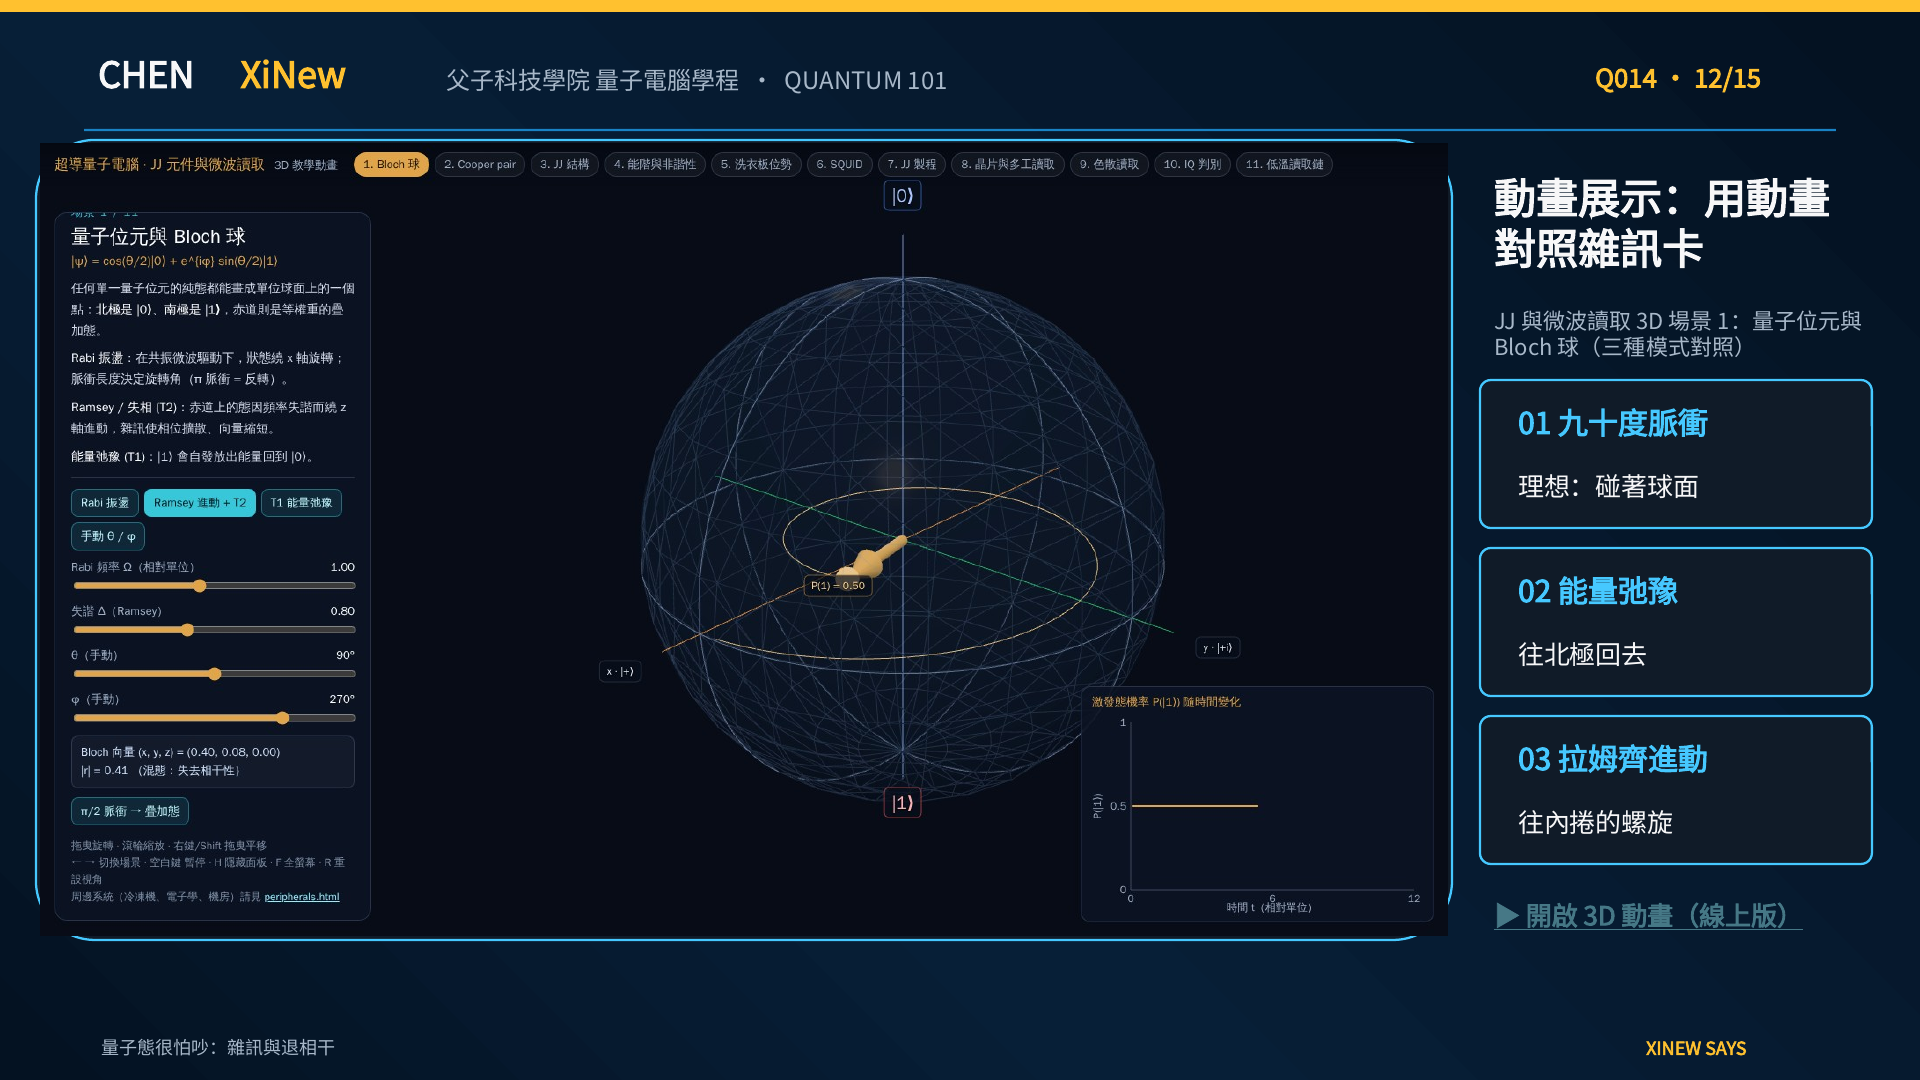 CHEN XiNew
父子科技學院 量子電腦學程 · QUANTUM 101
Q014 · 12/15
超導量子電腦 · JJ 元件與微波讀取 3D 教學動畫
1. Bloch 球
2. Cooper pair
3. JJ 結構
4. 能階與非諧性
5. 洗衣板位勢
6. SQUID
7. JJ 製程
8. 晶片與多工讀取
9. 色散讀取
10. IQ 判別
11. 低溫讀取鏈
場景 1 / 11
量子位元與 Bloch 球
|ψ⟩ = cos(θ/2)|0⟩ + e^{iφ} sin(θ/2)|1⟩
任何單一量子位元的純態都能畫成單位球面上的一個
點：北極是 |0⟩、南極是 |1⟩，赤道則是等權重的疊
加態。
Rabi 振盪：在共振微波驅動下，狀態繞 x 軸旋轉；
脈衝長度決定旋轉角（π 脈衝 = 反轉）。
Ramsey / 失相 (T2)：赤道上的態因頻率失諧而繞 z
軸進動，雜訊使相位擴散、向量縮短。
能量弛豫 (T1)：|1⟩ 會自發放出能量回到 |0⟩。
Rabi 振盪
Ramsey 進動 + T2
T1 能量弛豫
手動 θ / φ
Rabi 頻率 Ω（相對單位） 1.00
失諧 Δ（Ramsey） 0.80
θ（手動） 90°
φ（手動） 270°
Bloch 向量 (x, y, z) = (0.40, 0.08, 0.00)
|r| = 0.41 （混態：失去相干性）
π/2 脈衝 → 疊加態
拖曳旋轉 · 滾輪縮放 · 右鍵/Shift 拖曳平移
← → 切換場景 · 空白鍵 暫停 · H 隱藏面板 · F 全螢幕 · R 重
設視角
周邊系統（冷凍機、電子學、機房）請見 peripherals.html
|0⟩
P(1) = 0.50
x · |+⟩
y · |+i⟩
|1⟩
激發態機率 P(|1⟩) 隨時間變化
1
0.5
0
P(|1⟩)
0
6
12
時間 t（相對單位）
動畫展示：用動畫
對照雜訊卡
JJ 與微波讀取 3D 場景 1：量子位元與
Bloch 球（三種模式對照）
01 九十度脈衝
理想：碰著球面
02 能量弛豫
往北極回去
03 拉姆齊進動
往內捲的螺旋
▶ 開啟 3D 動畫（線上版）
量子態很怕吵：雜訊與退相干
XINEW SAYS